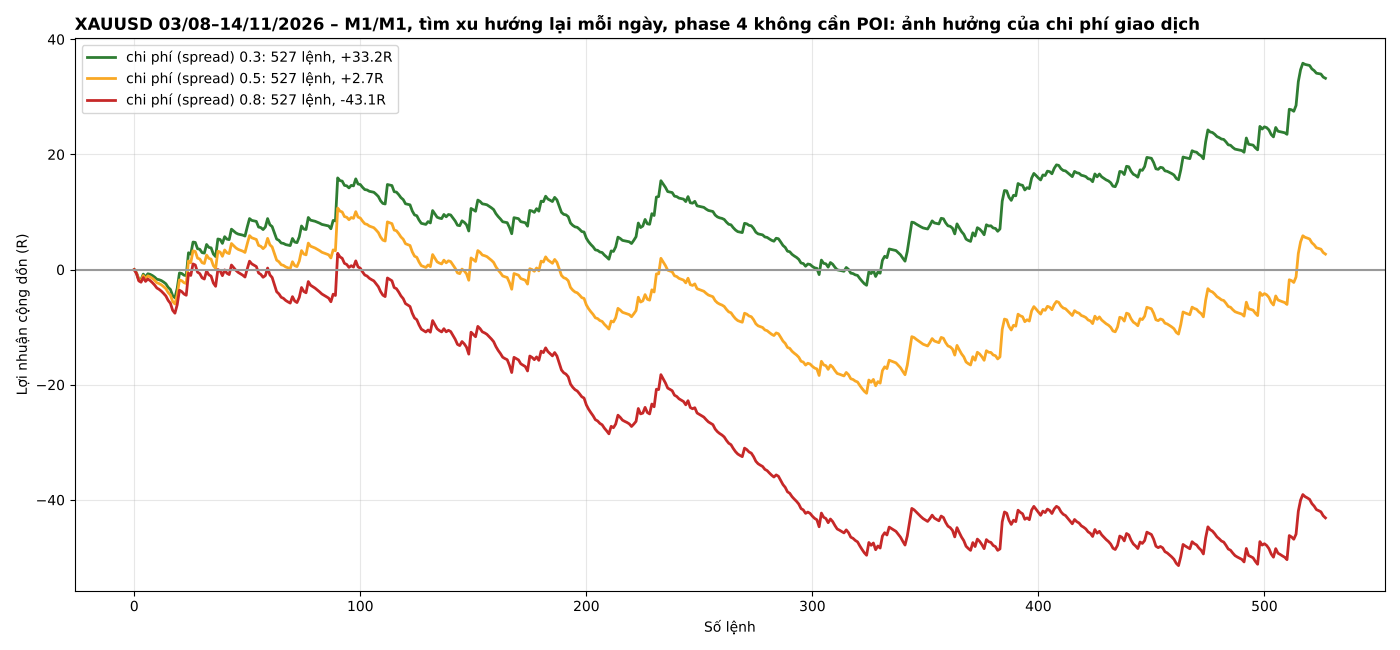 XAUUSD 03/08–14/11/2026 – M1/M1, tìm xu hướng lại mỗi ngày, phase 4 không cần POI: ảnh hưởng của chi phí giao dịch
chi phí (spread) 0.3: 527 lệnh, +33.2R
chi phí (spread) 0.5: 527 lệnh, +2.7R
chi phí (spread) 0.8: 527 lệnh, -43.1R
Lợi nhuận cộng dồn (R)
40
20
0
−20
−40
0
100
200
300
400
500
Số lệnh